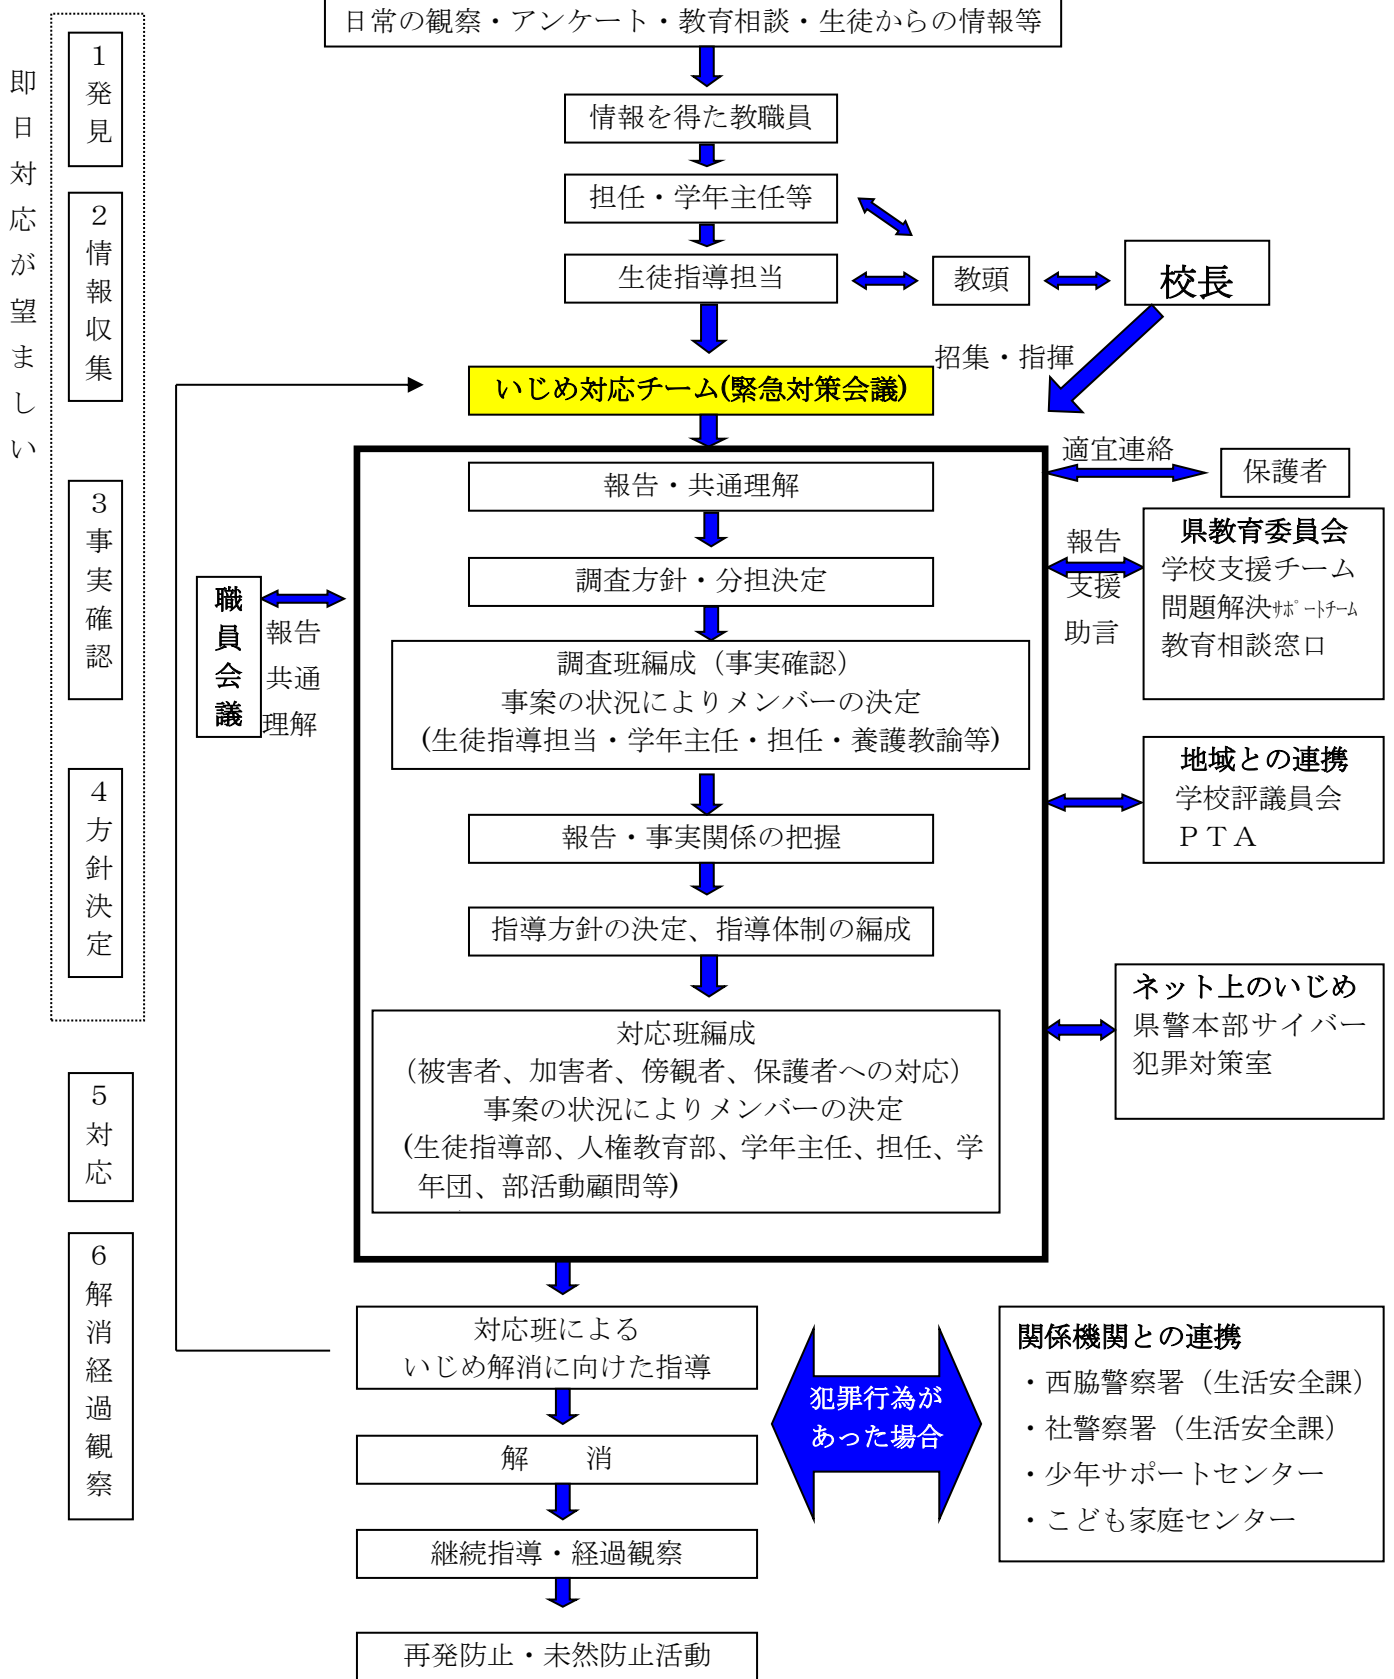 日常の観察・アンケート・教育相談・生徒からの情報等
即日対応が望ましい
1発見
2情報収集
3事実確認
4方針決定
5対応
6解消経過観察
情報を得た教職員
担任・学年主任等
生徒指導担当
教頭
校長
招集・指揮
いじめ対応チーム(緊急対策会議)
報告・共通理解
適宜連絡
保護者
調査方針・分担決定
職員会議
報告
共通
理解
報告
支援
助言
県教育委員会
学校支援チーム
問題解決ｻﾎﾟｰﾄﾁｰﾑ
教育相談窓口
調査班編成（事実確認）
事案の状況によりメンバーの決定
(生徒指導担当・学年主任・担任・養護教諭等)
地域との連携
学校評議員会
ＰＴＡ
報告・事実関係の把握
指導方針の決定、指導体制の編成
ネット上のいじめ
県警本部サイバー
犯罪対策室
対応班編成
（被害者、加害者、傍観者、保護者への対応）
事案の状況によりメンバーの決定
(生徒指導部、人権教育部、学年主任、担任、学
年団、部活動顧問等)
対応班による
いじめ解消に向けた指導
犯罪行為が
あった場合
関係機関との連携
・西脇警察署（生活安全課）
・社警察署（生活安全課）
・少年サポートセンター
・こども家庭センター
解　　消
継続指導・経過観察
再発防止・未然防止活動